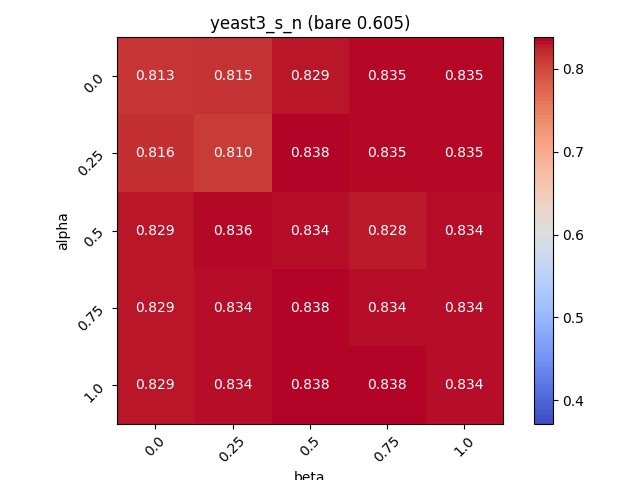 yeast3_s_n (bare 0.605)
0.0 0.813 0.815 0.829 0.835 0.835
0.25 0.816 0.810 0.838 0.835 0.835
0.5 0.829 0.836 0.834 0.828 0.834
0.75 0.829 0.834 0.838 0.834 0.834
1.0 0.829 0.834 0.838 0.838 0.834
alpha
0.0 0.25 0.5 0.75 1.0
beta
0.8
0.7
0.6
0.5
0.4